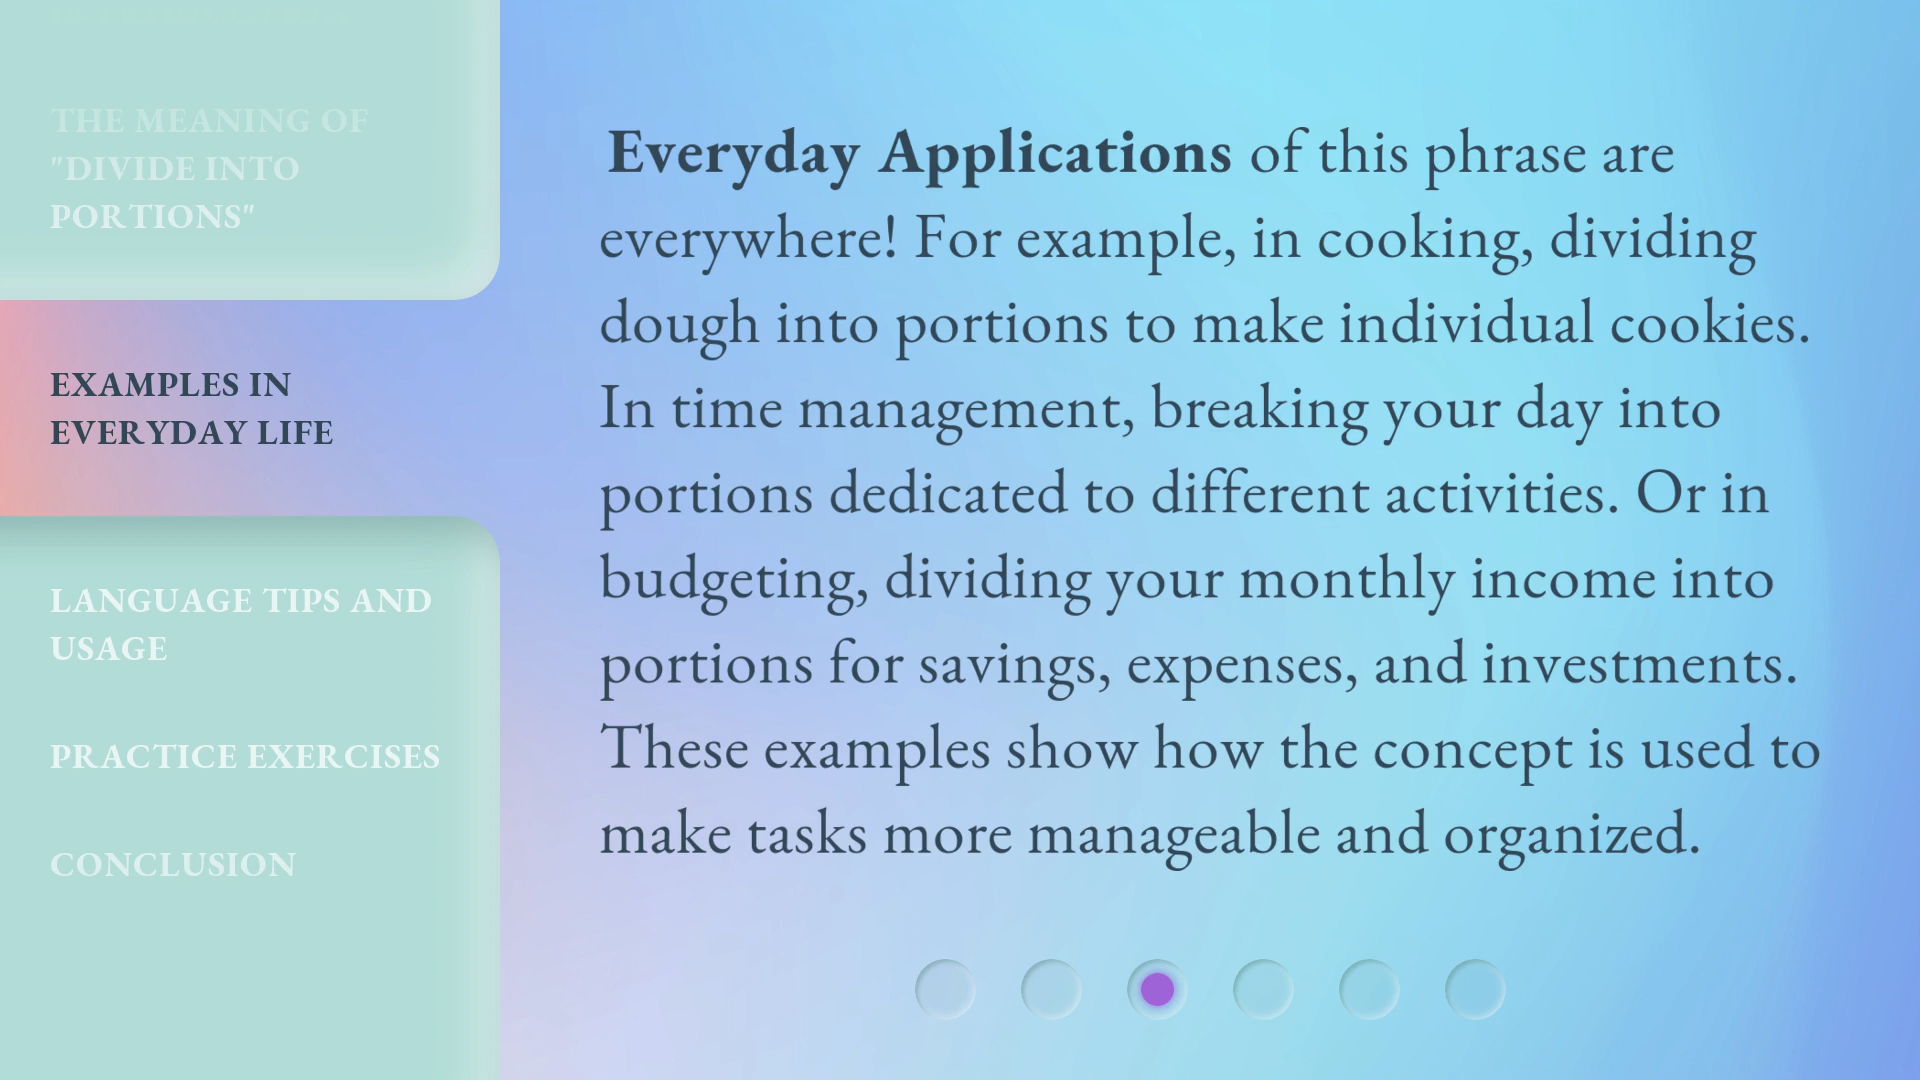 THE MEANING OF
"DIVIDE INTO
PORTIONS"
EXAMPLES IN
EVERYDAY LIFE
LANGUAGE TIPS AND
USAGE
PRACTICE EXERCISES
CONCLUSION
Everyday Applications of this phrase are
everywhere! For example, in cooking, dividing
dough into portions to make individual cookies.
In time management, breaking your day into
portions dedicated to different activities. Or in
budgeting, dividing your monthly income into
portions for savings, expenses, and investments.
These examples show how the concept is used to
make tasks more manageable and organized.